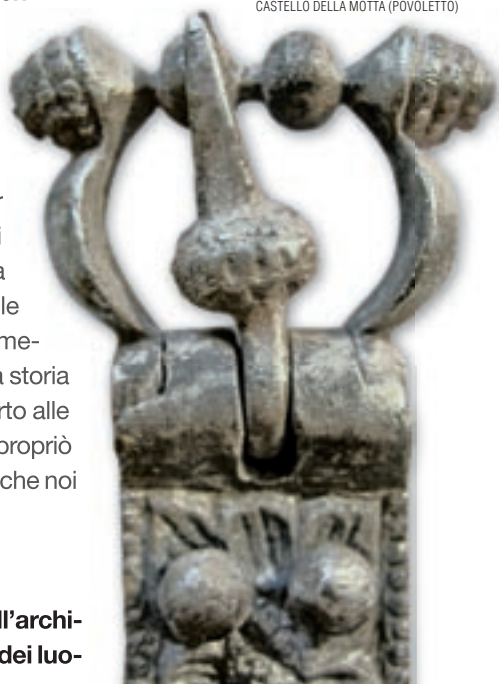 CASTELLO DELLA MOTTA (POVOLETTO)
le
me-
a storia
rto alle
propriò
che noi
ll'archi-
dei luo-